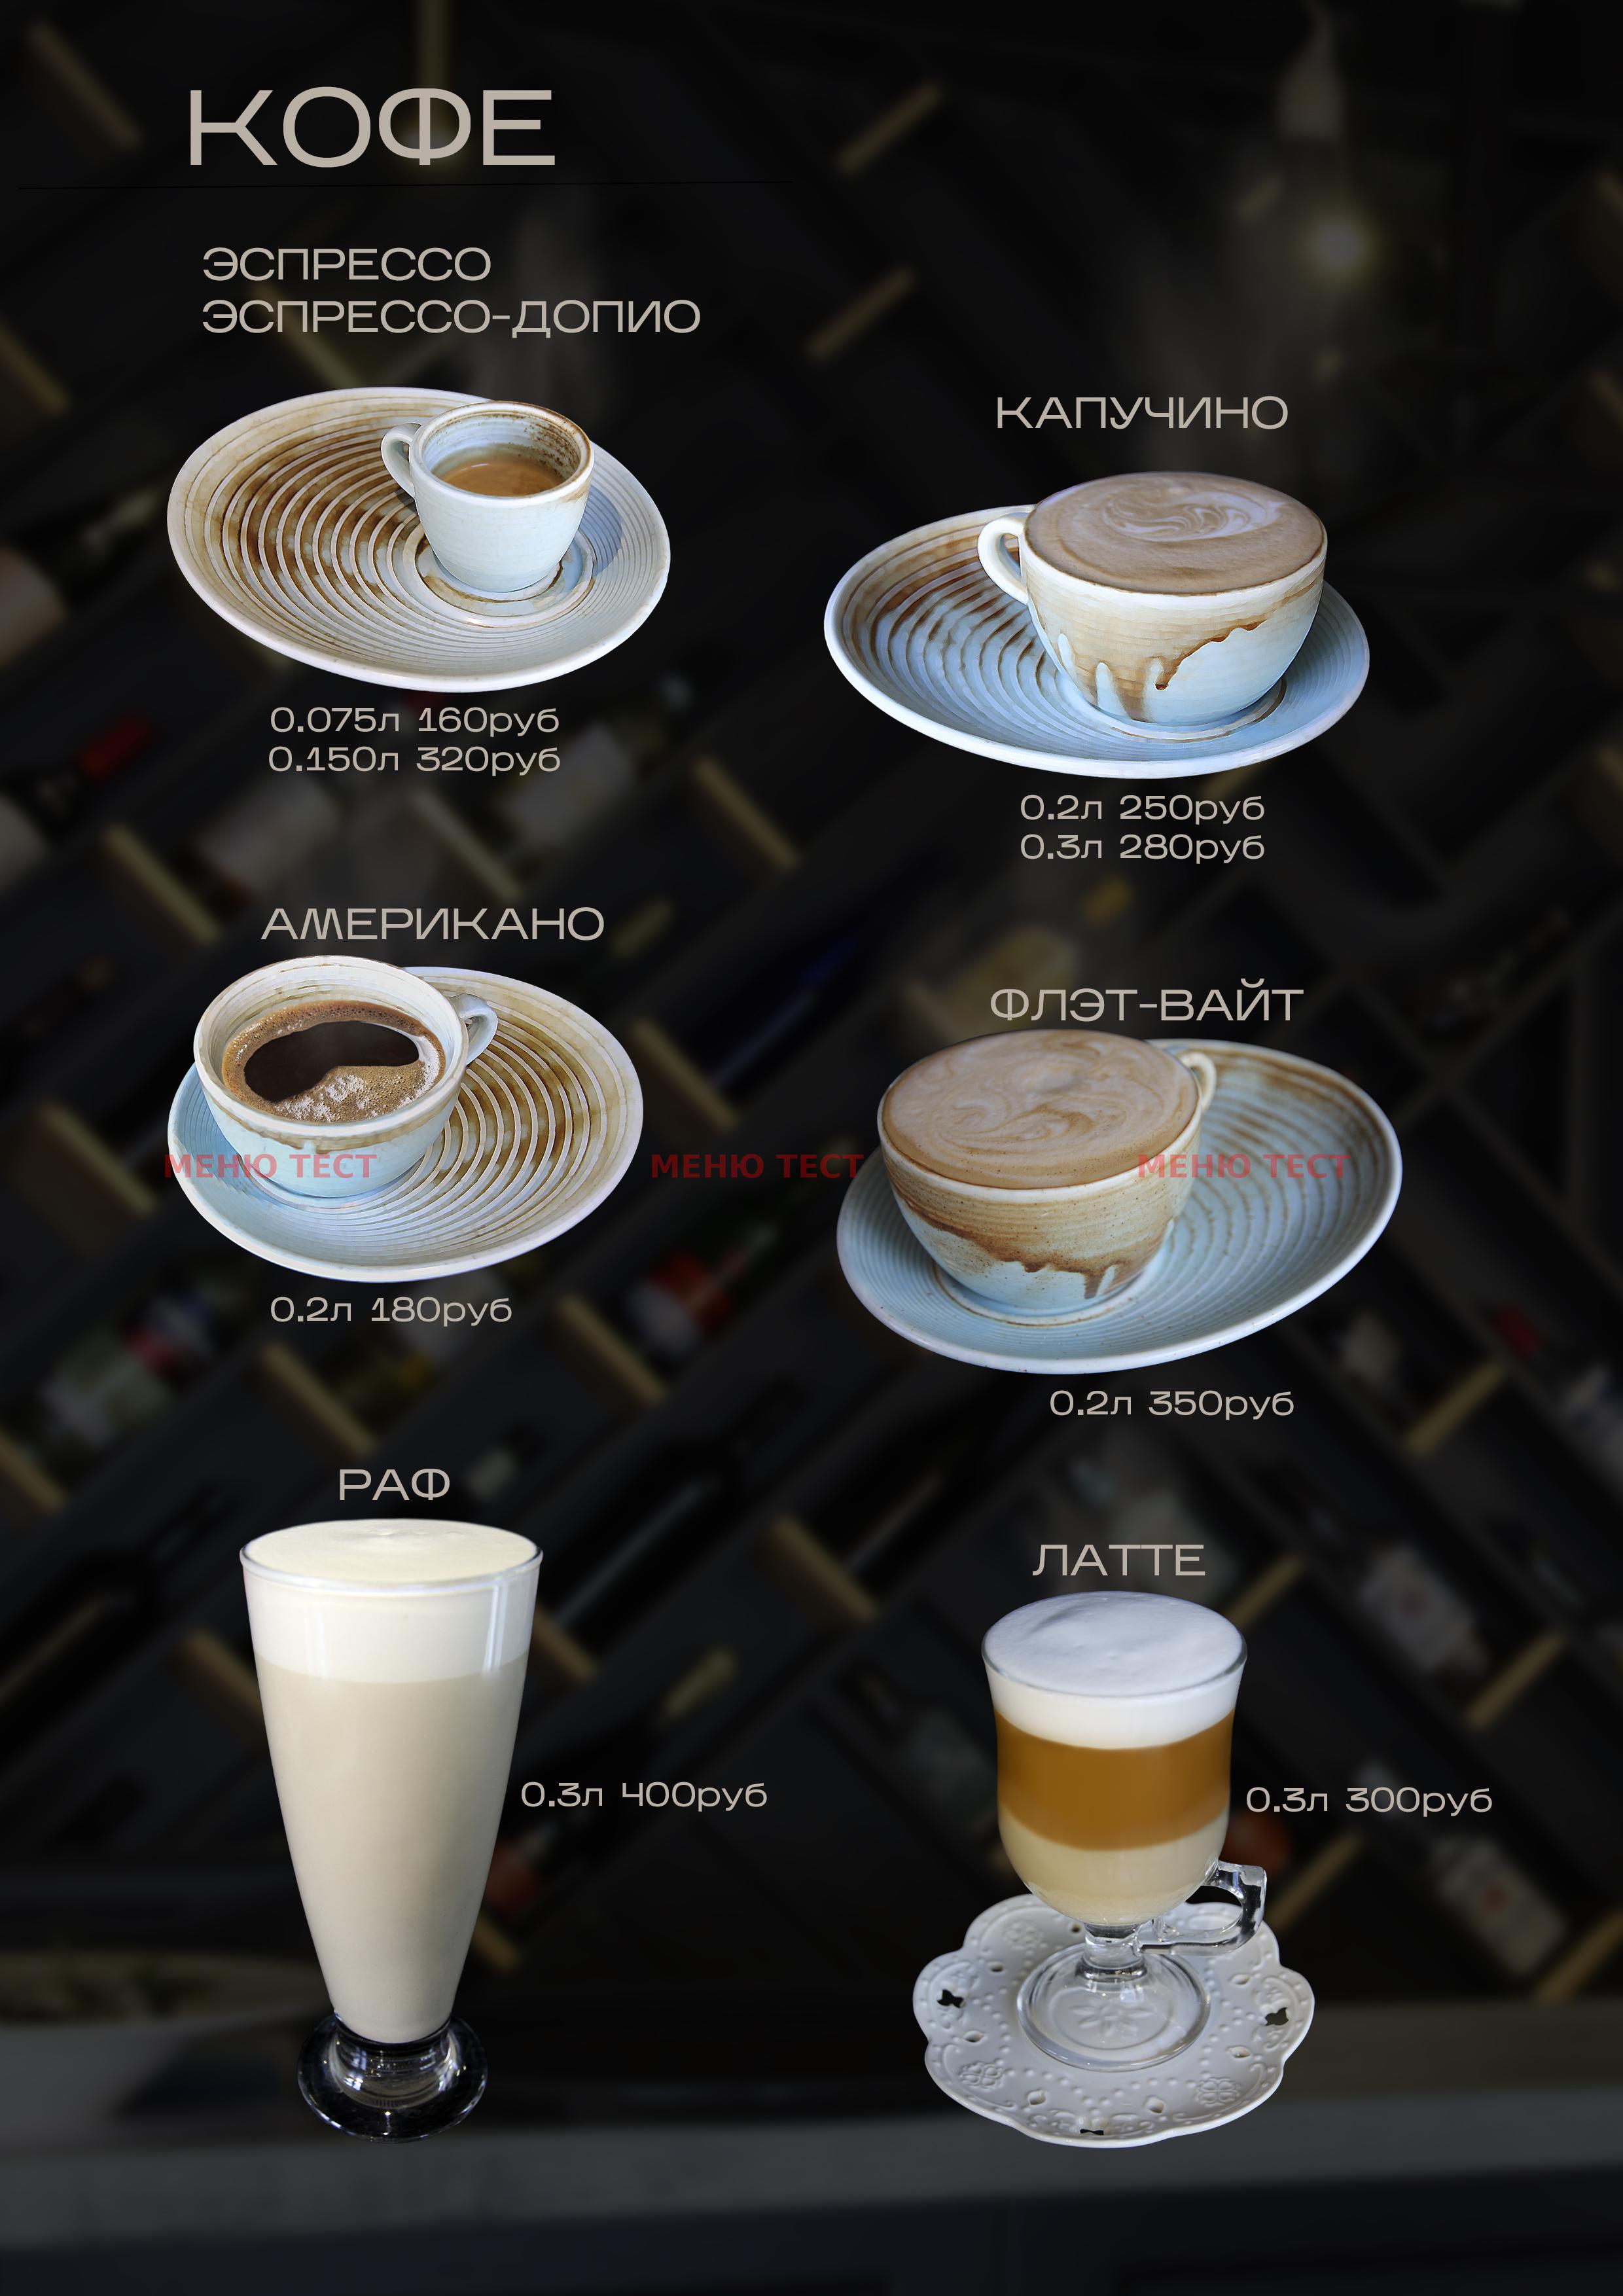 КОФЕ
ЭСПРЕССО
ЭСПРЕССО-ДОПИО
0.075л 160руб
0.150л 320руб
КАПУЧИНО
0.2л 250руб
0.3л 280руб
АМЕРИКАНО
0.2л 180руб
ФЛЭТ-ВАЙТ
0.2л 350руб
МЕНЮ ТЕСТ МЕНЮ ТЕСТ МЕНЮ ТЕСТ
РАФ
0.3л 400руб
ЛАТТЕ
0.3л 300руб